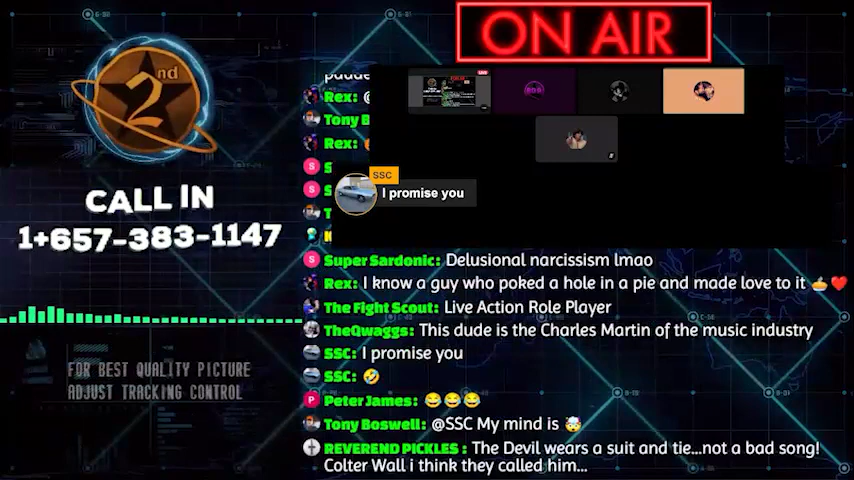 ON AIR
2nd
CALL IN
1+657-383-1147
FOR BEST QUALITY PICTURE
ADJUST TRACKING CONTROL
Rex:
Tony B
Rex:
S
S
T
SSC
I promise you
Super Sardonic: Delusional narcissism lmao
Rex: I know a guy who poked a hole in a pie and made love to it 🥧❤️
The Fight Scout: Live Action Role Player
TheQwaggs: This dude is the Charles Martin of the music industry
SSC: I promise you
SSC: 🤣
Peter James: 😂😂😂
Tony Boswell: @SSC My mind is 🤯
REVEREND PICKLES : The Devil wears a suit and tie...not a bad song!
Colter Wall i think they called him...